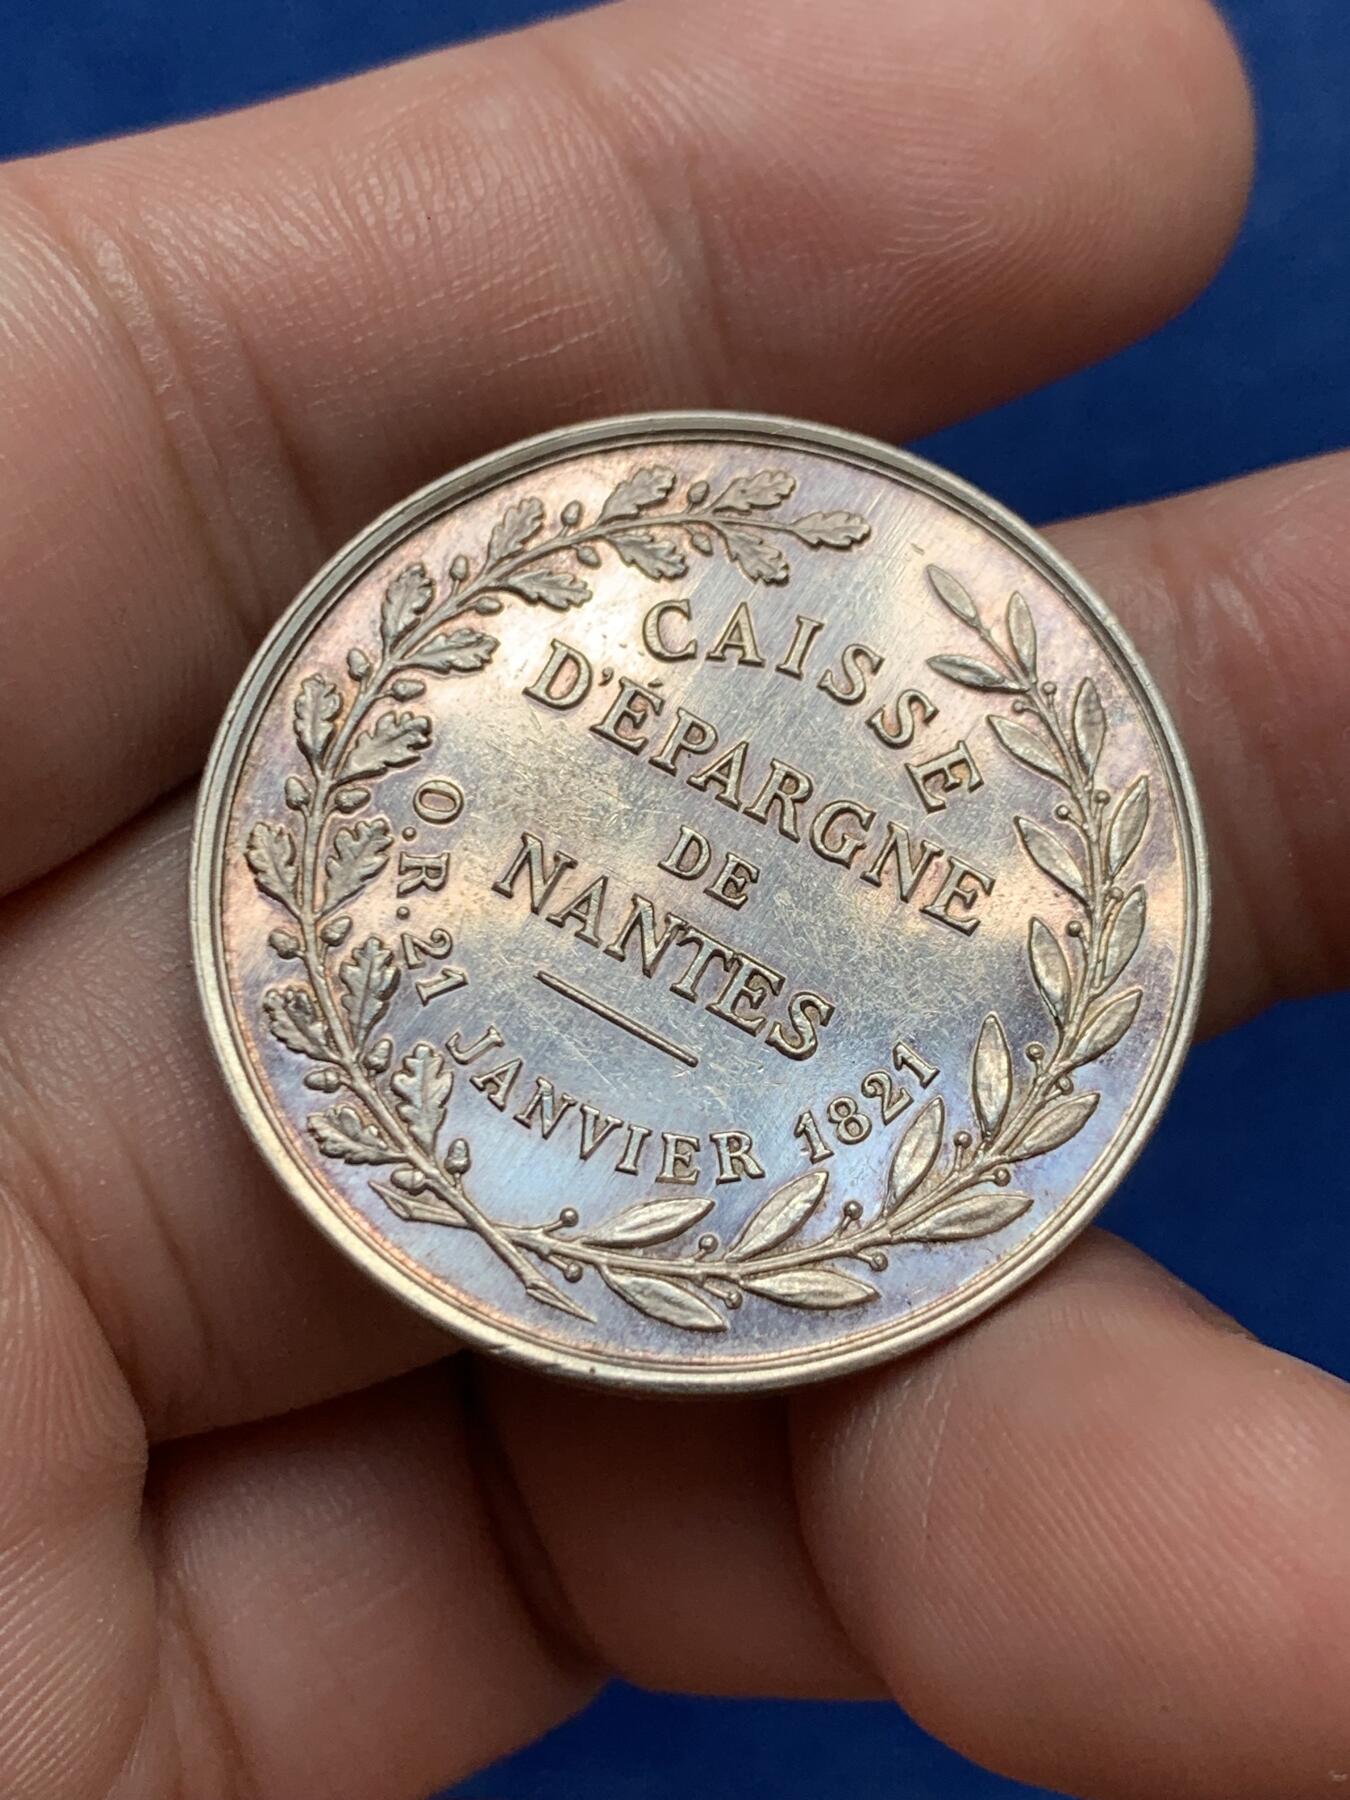 CAISSE
D'ÉPARGNE
DE
NANTES
O.R. 21 JANVIER 1821